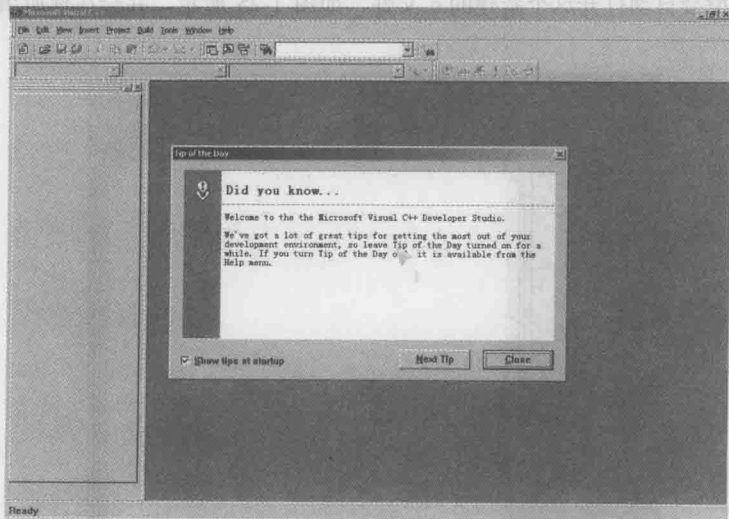 Microsoft Visual C++
File Edit View Insert Project Build Tools Window Help
Tip of the Day
Did you know...
Welcome to the the Microsoft Visual C++ Developer Studio.
We've got a lot of great tips for getting the most out of your
development environment, so leave Tip of the Day turned on for a
while. If you turn Tip of the Day it is available from the
Help menu.
Show tips at startup
Next Tip
Close
Ready